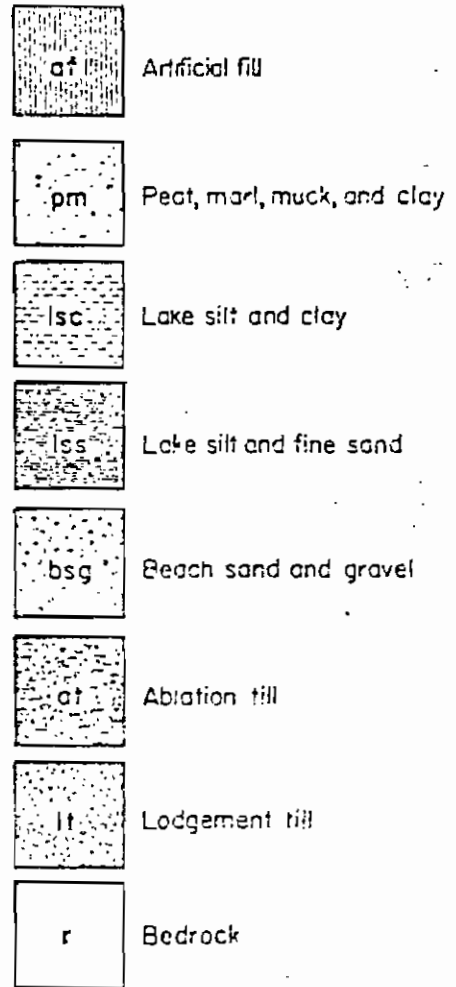 af Artificial fill
pm Peat, marl, muck, and clay
lsc Lake silt and clay
lss Lake silt and fine sand
bsg Beach sand and gravel
at Ablation till
lt Lodgement till
r Bedrock